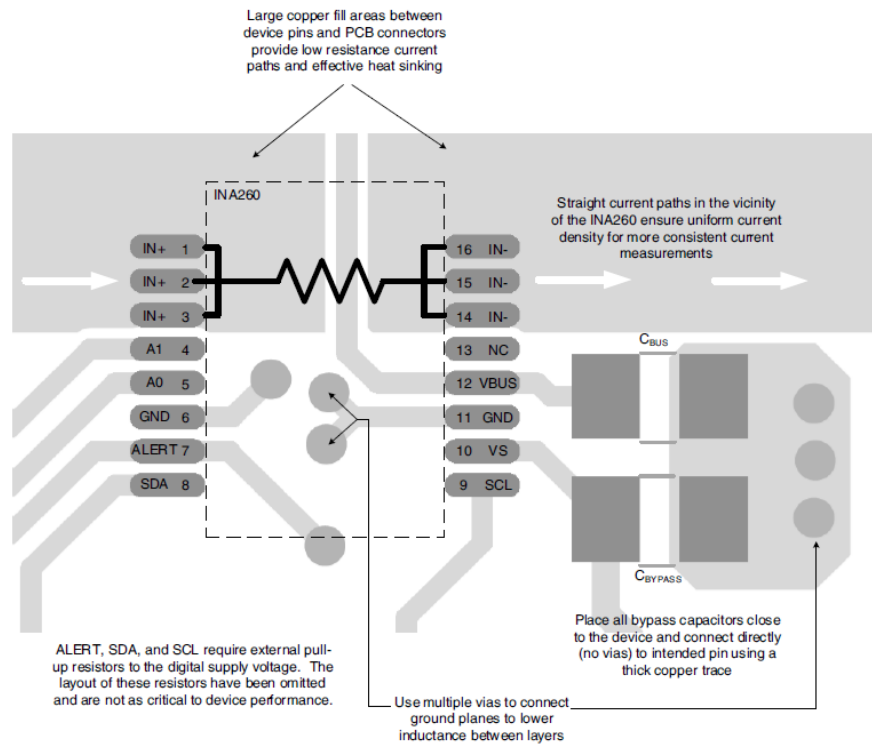 Large copper fill areas between
device pins and PCB connectors
provide low resistance current
paths and effective heat sinking
INA260
Straight current paths in the vicinity
of the INA260 ensure uniform current
density for more consistent current
measurements
IN+ 1
IN+ 2
IN+ 3
A1 4
A0 5
GND 6
ALERT 7
SDA 8
16 IN-
15 IN-
14 IN-
13 NC
12 VBUS
11 GND
10 VS
9 SCL
CBUS
CBYPASS
ALERT, SDA, and SCL require external pull-
up resistors to the digital supply voltage. The
layout of these resistors have been omitted
and are not as critical to device performance.
Use multiple vias to connect
ground planes to lower
inductance between layers
Place all bypass capacitors close
to the device and connect directly
(no vias) to intended pin using a
thick copper trace